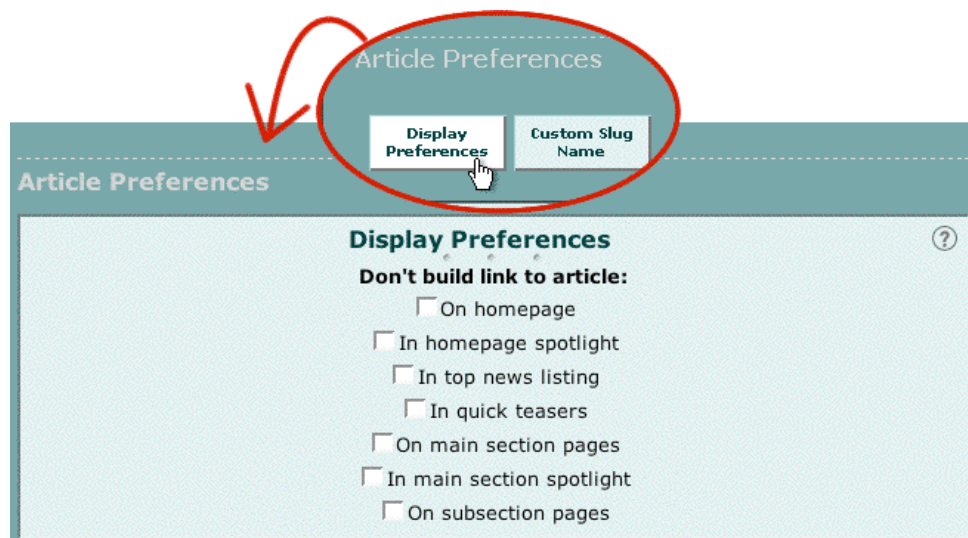 Article Preferences
Display
Preferences
Custom Slug
Name
Article Preferences
Display Preferences
?
Don't build link to article:
On homepage
In homepage spotlight
In top news listing
In quick teasers
On main section pages
In main section spotlight
On subsection pages